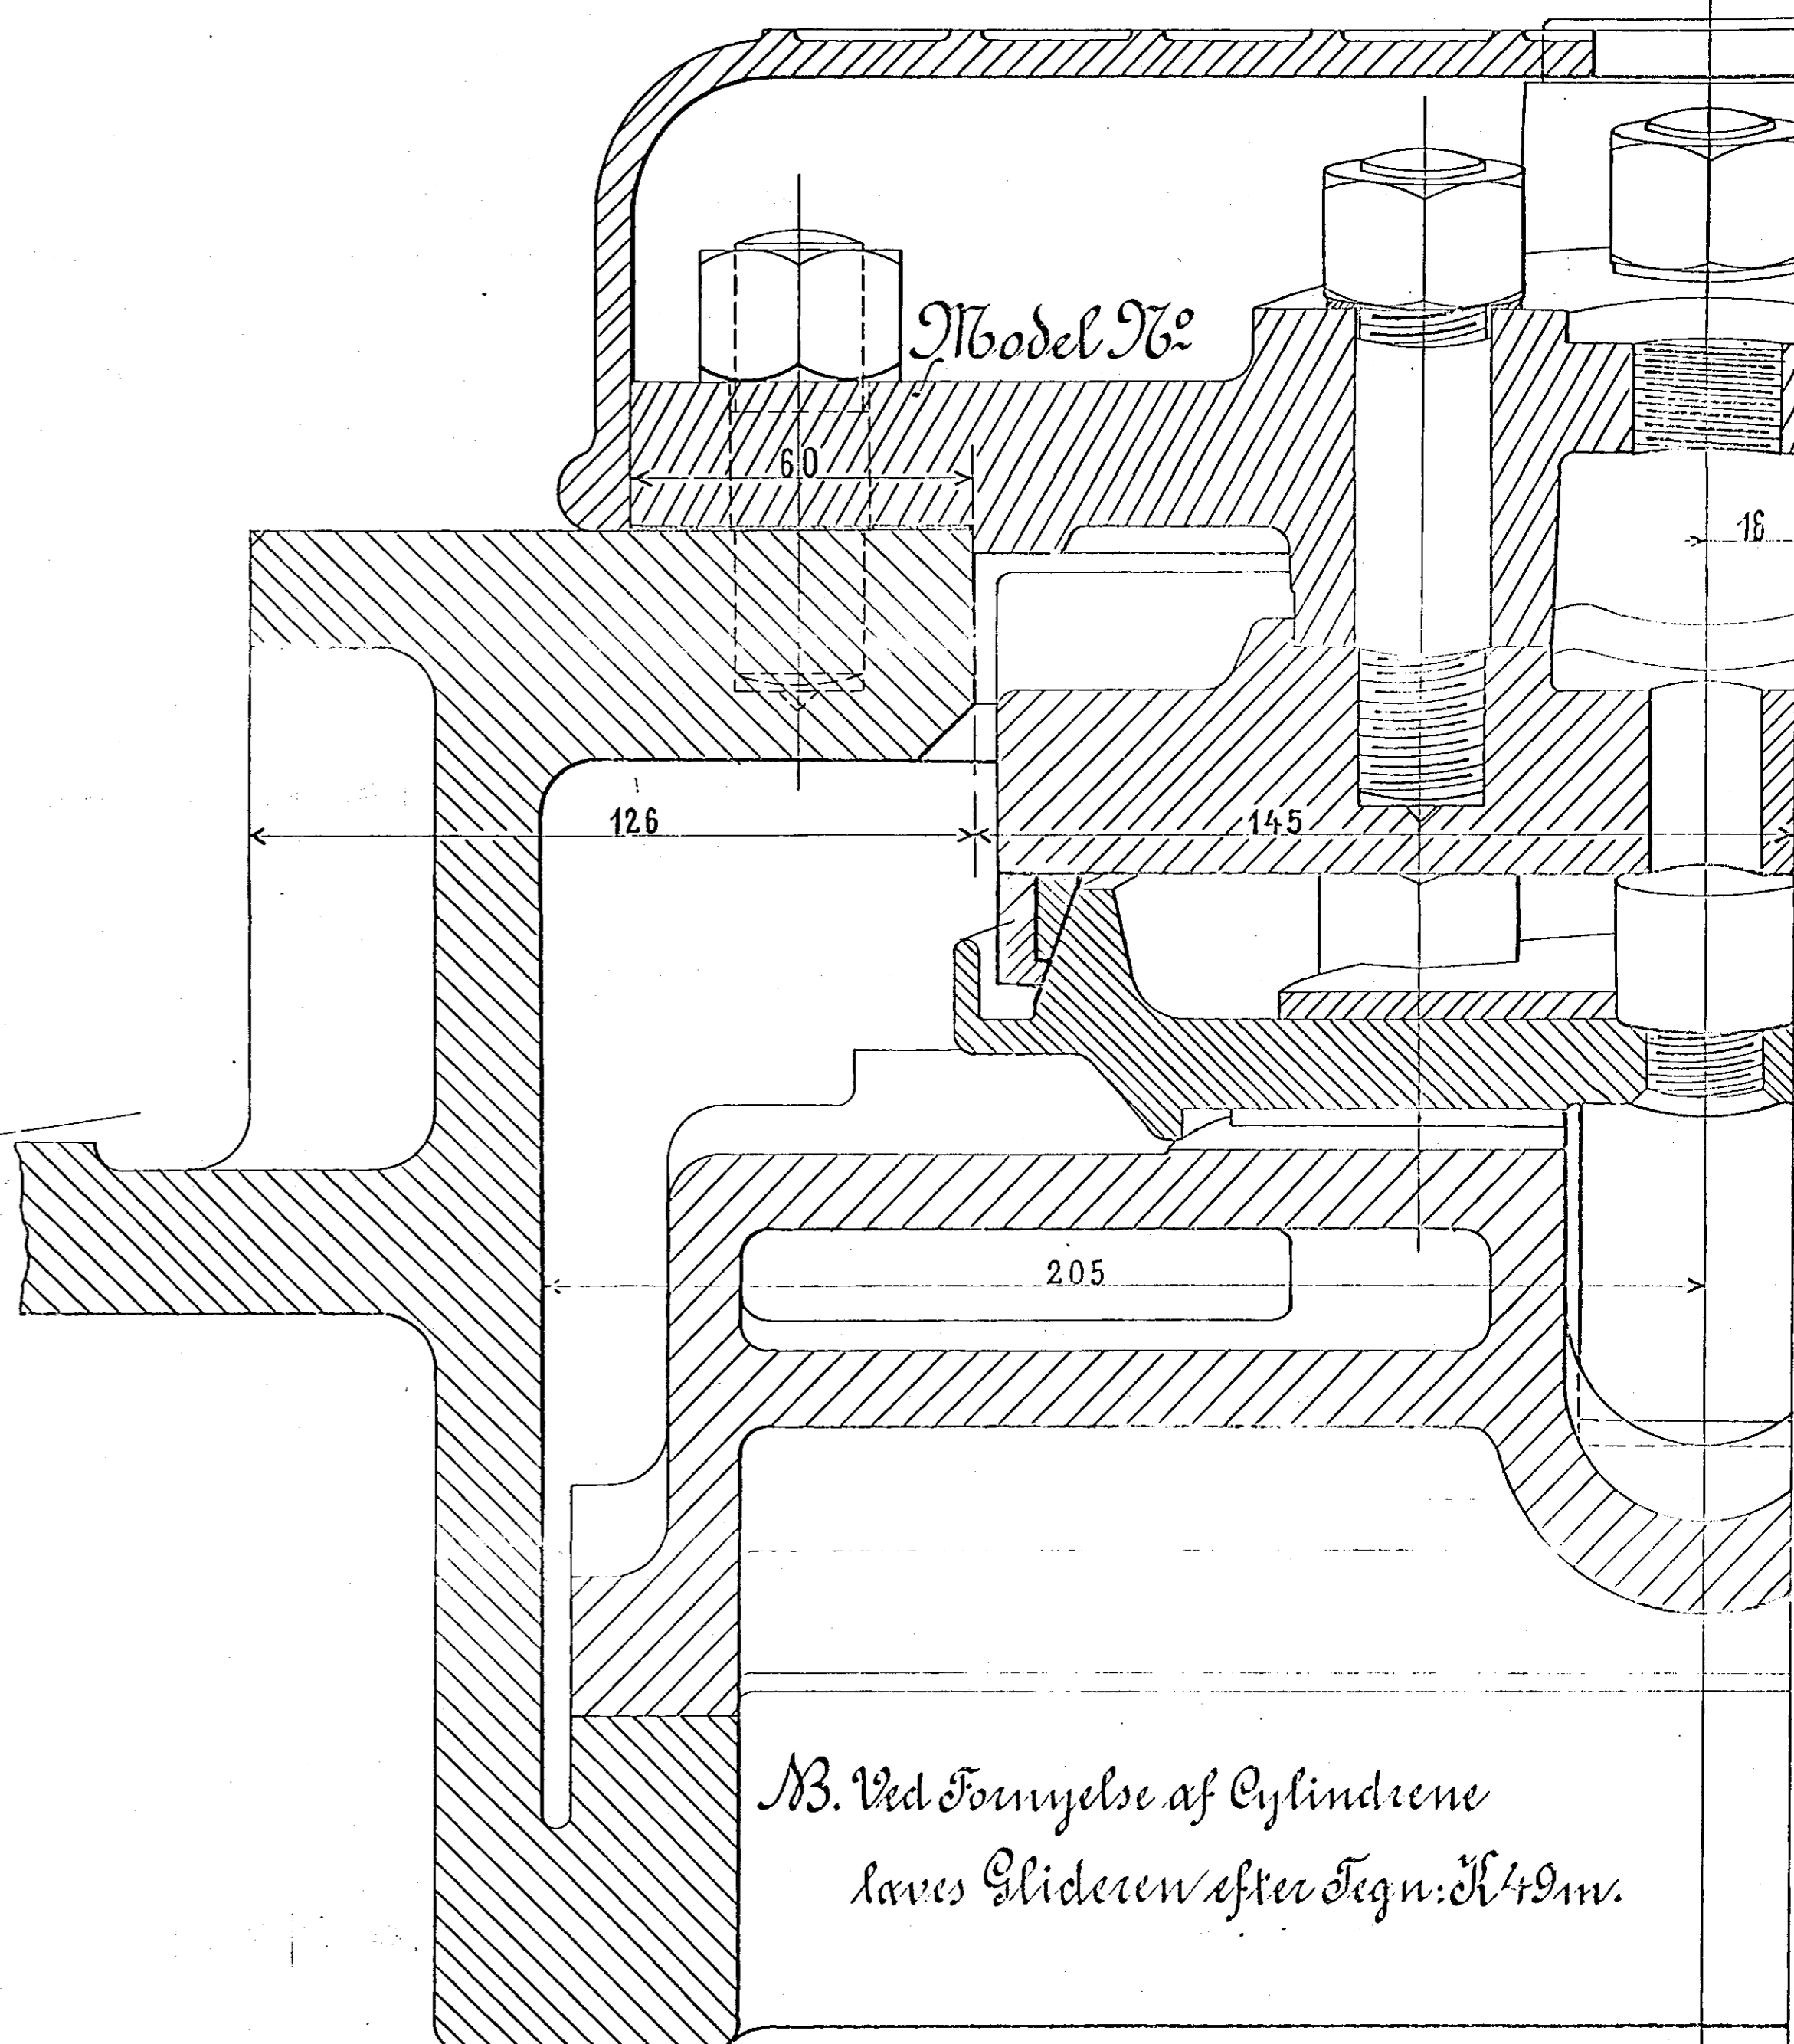 Model No
60
16
126
145
205
NB. Ved Fornyelse af Cylindrene
laves Glideren efter Tegn: K49m.